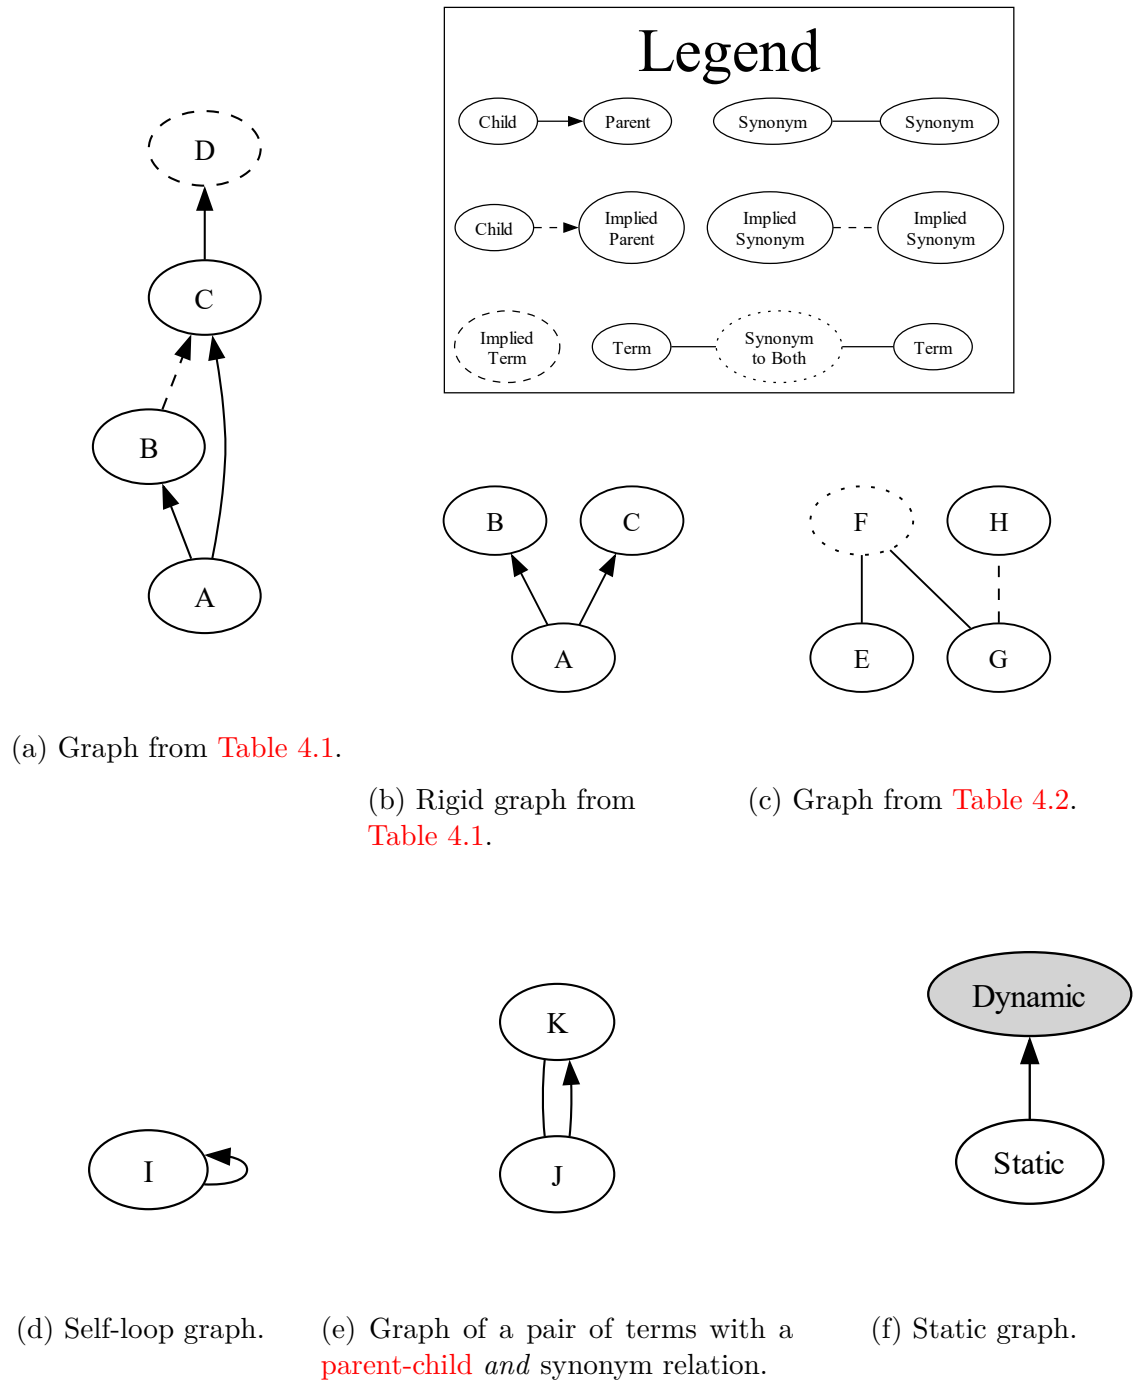 Legend
Child
Parent
Synonym
Synonym
Child
Implied
Parent
Implied
Synonym
Implied
Synonym
Implied
Term
Term
Synonym
to Both
Term
D
C
B
A
(a) Graph from Table 4.1.
B
C
A
(b) Rigid graph from
Table 4.1.
F
H
E
G
(c) Graph from Table 4.2.
I
(d) Self-loop graph.
K
J
(e) Graph of a pair of terms with a
parent-child and synonym relation.
Dynamic
Static
(f) Static graph.